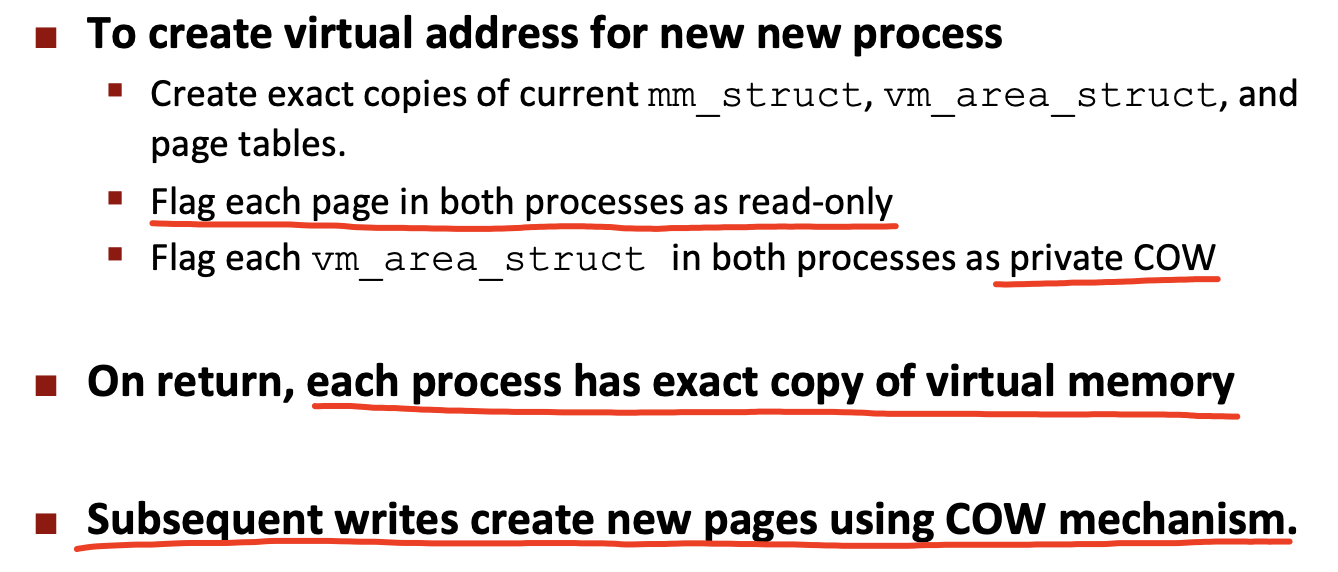 To create virtual address for new new process
Create exact copies of current mm_struct, vm_area_struct, and
page tables.
Flag each page in both processes as read-only
Flag each vm_area_struct in both processes as private COW
On return, each process has exact copy of virtual memory
Subsequent writes create new pages using COW mechanism.